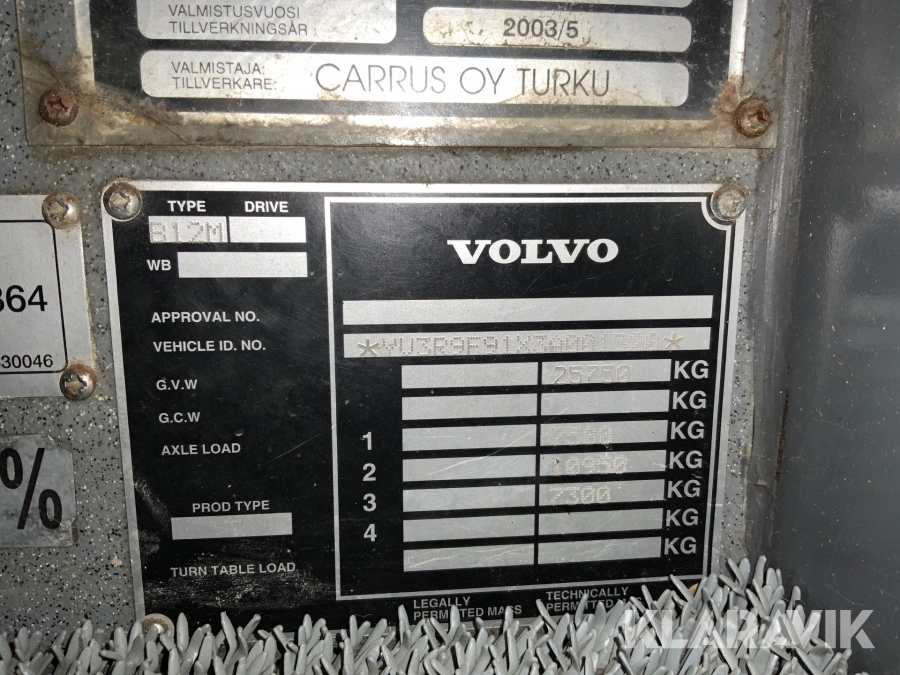 VALMISTUSVUOSI
TILLVERKNINGSÅR 2003/5
VALMISTAJA:
TILLVERKARE: CARRUS OY TURKU
364
30046
%
TYPE DRIVE
B12M
WB
VOLVO
APPROVAL NO.
VEHICLE ID. NO.
G.V.W 25750 KG
G.C.W KG
AXLE LOAD 1 KG
2 10950 KG
3 7300 KG
4 KG
KG
PROD TYPE
TURN TABLE LOAD
LEGALLY
PERMITTED MASS
TECHNICALLY
KLARAVIK